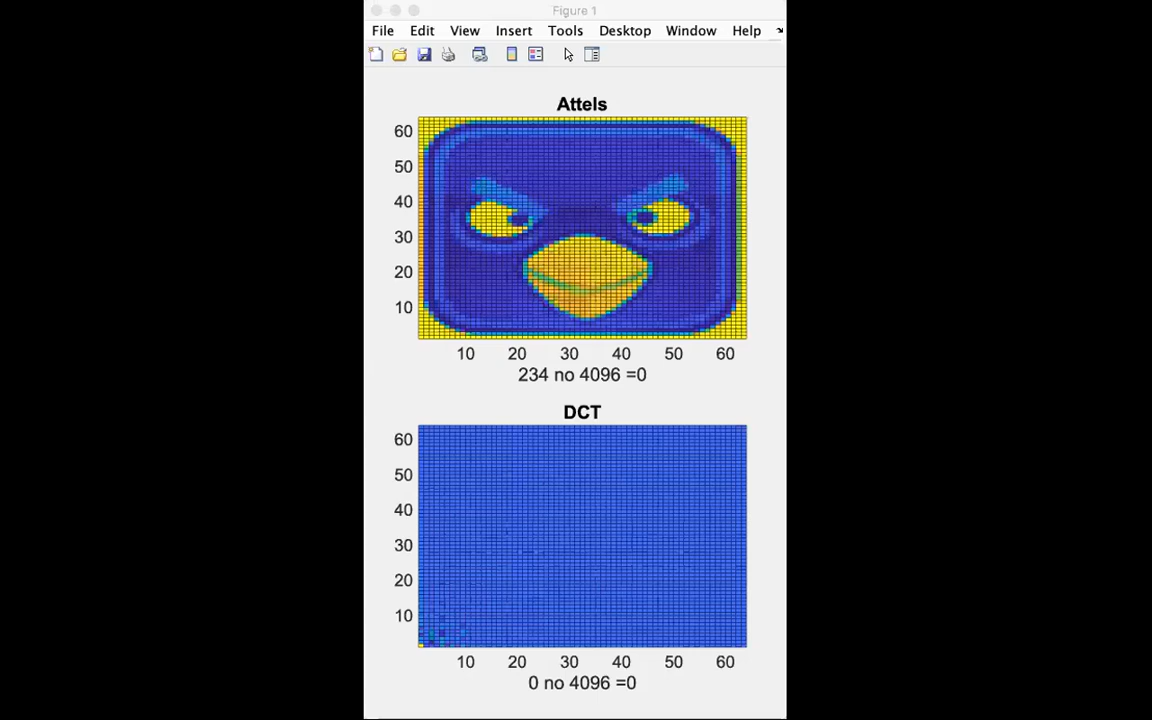 Figure 1
File Edit View Insert Tools Desktop Window Help
Attels
60
50
40
30
20
10
10 20 30 40 50 60
234 no 4096 =0
DCT
60
50
40
30
20
10
10 20 30 40 50 60
0 no 4096 =0